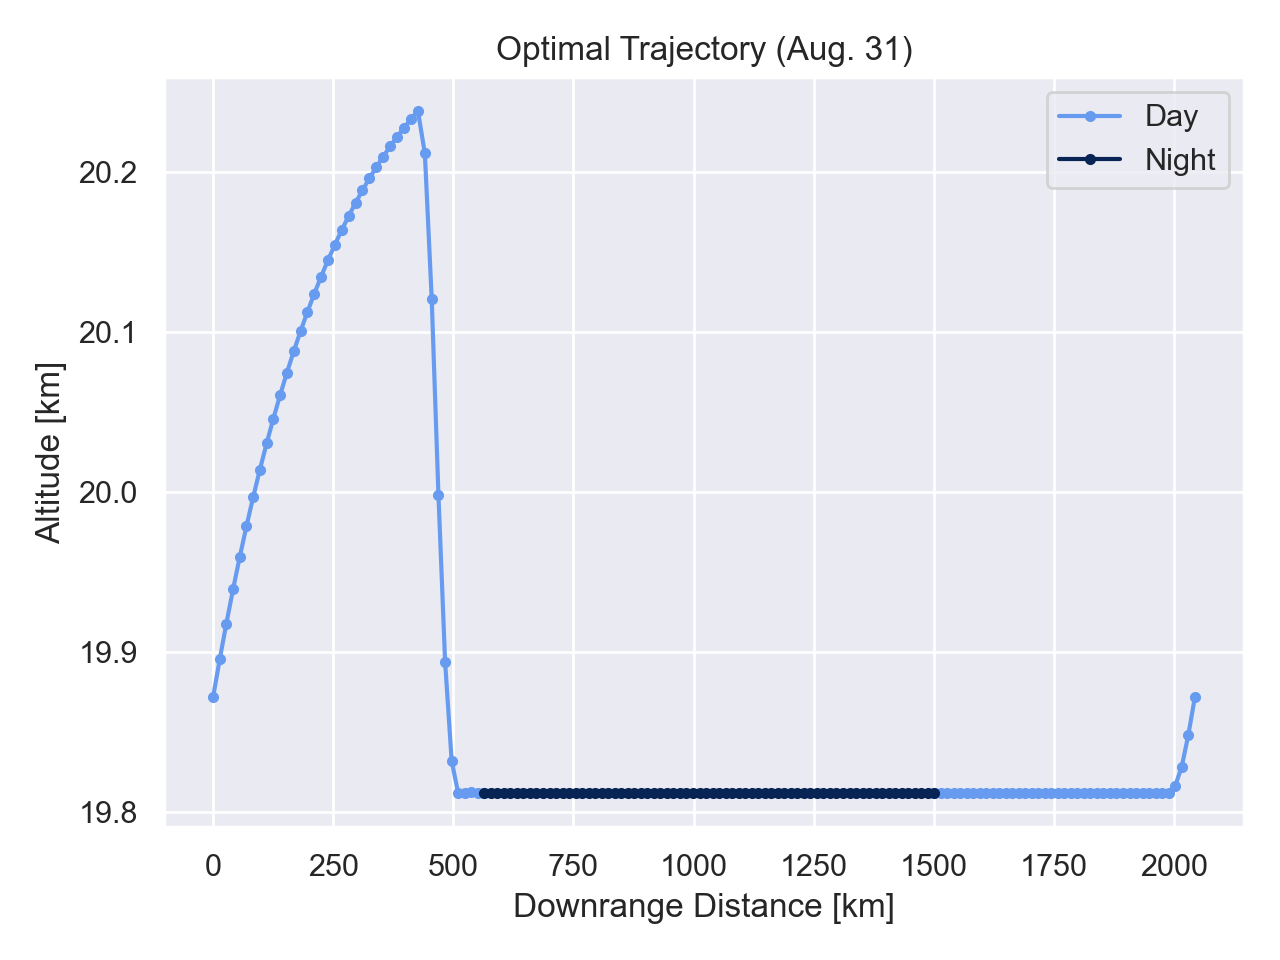 Optimal Trajectory (Aug. 31)
Day
Night
20.2
20.1
20.0
19.9
19.8
Altitude [km]
0 250 500 750 1000 1250 1500 1750 2000
Downrange Distance [km]